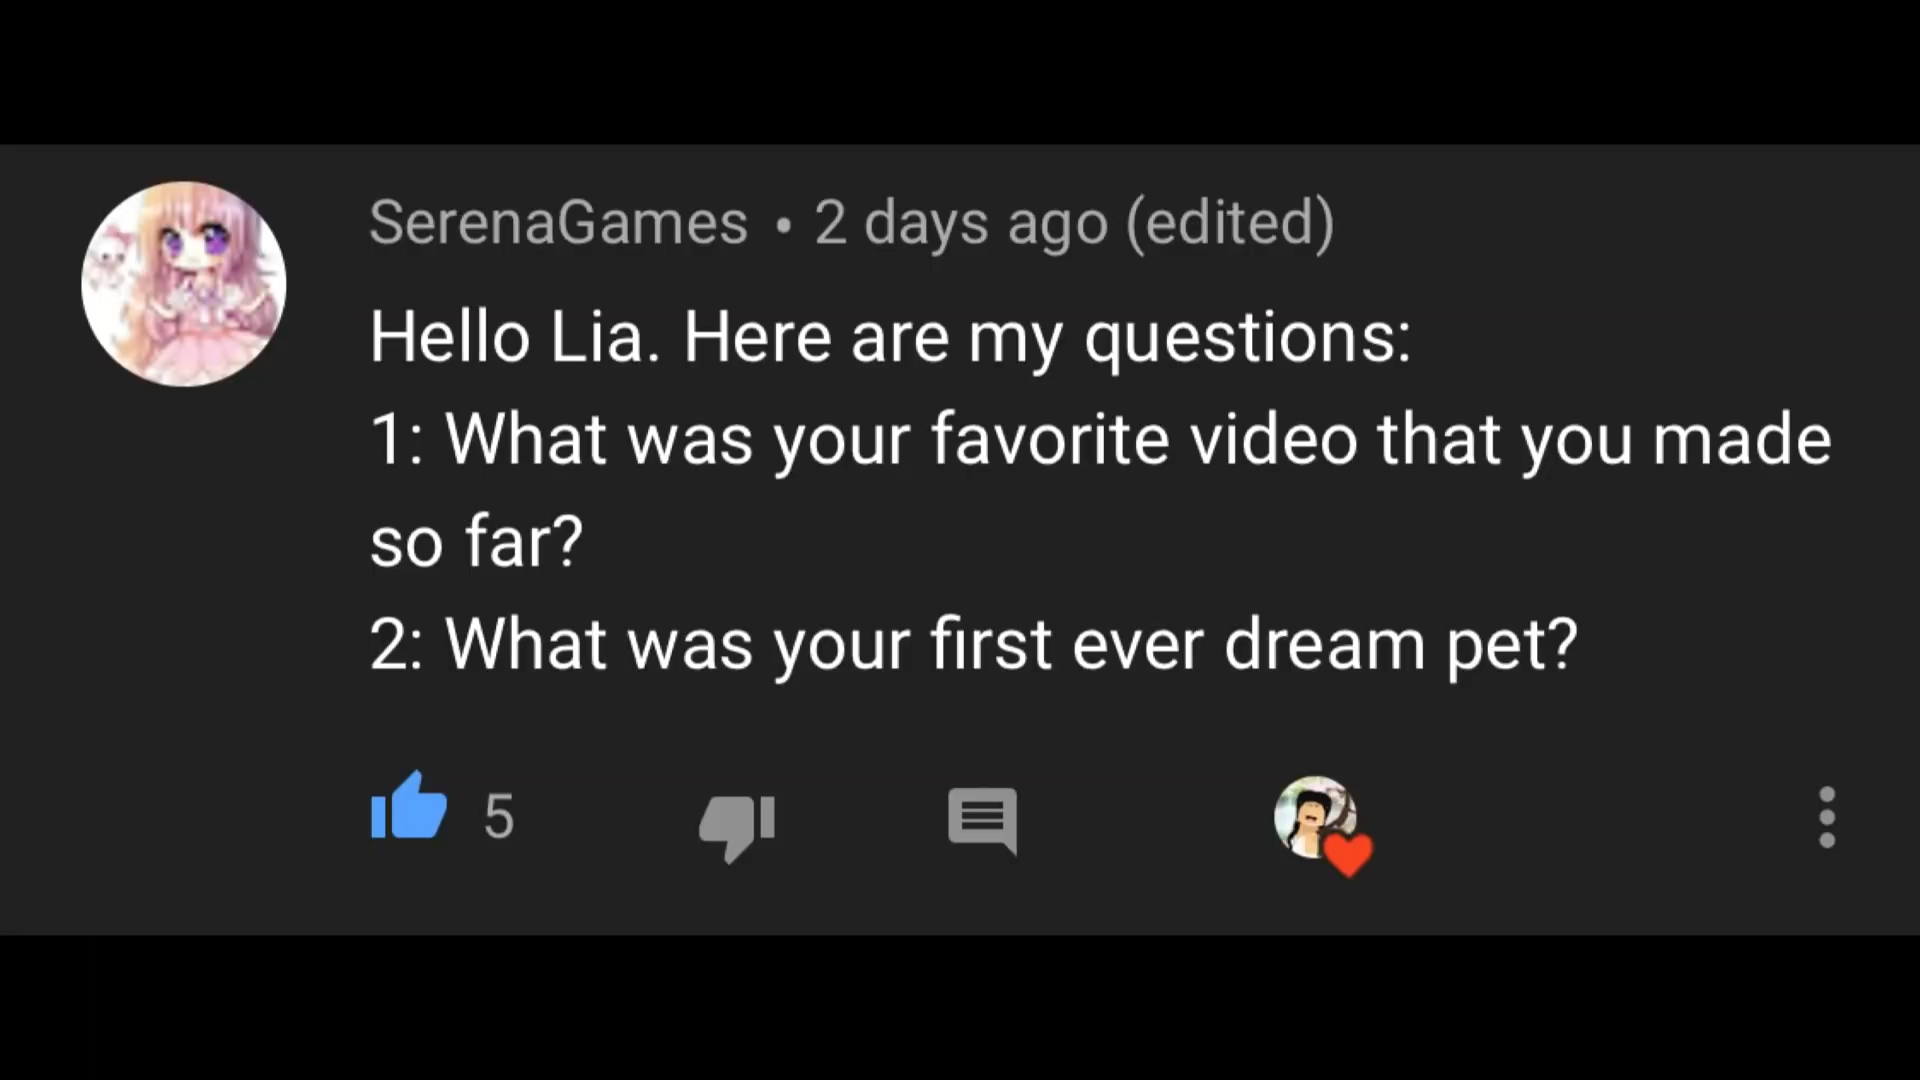 SerenaGames • 2 days ago (edited)
Hello Lia. Here are my questions:
1: What was your favorite video that you made
so far?
2: What was your first ever dream pet?
5